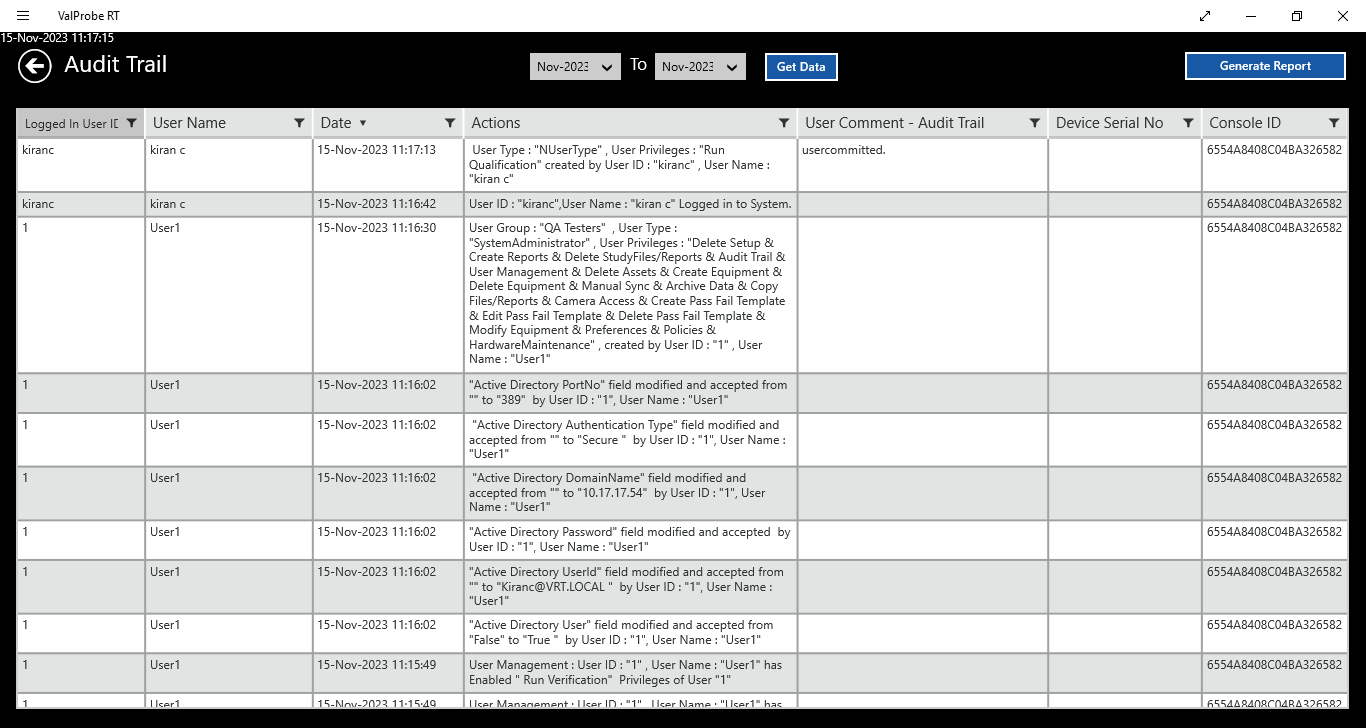 ValProbe RT
15-Nov-2023 11:17:15
Audit Trail
Nov-2023 To Nov-2023 Get Data Generate Report
Logged In User ID User Name Date ▼ Actions User Comment - Audit Trail Device Serial No Console ID
kiranc kiran c 15-Nov-2023 11:17:13 User Type : "NUserType" , User Privileges : "Run usercommitted. 6554A8408C04BA326582
Qualification" created by User ID : "kiranc" , User Name :
"kiran c"
kiranc kiran c 15-Nov-2023 11:16:42 User ID : "kiranc",User Name : "kiran c" Logged in to System. 6554A8408C04BA326582
1 User1 15-Nov-2023 11:16:30 User Group : "QA Testers" , User Type : 6554A8408C04BA326582
"SystemAdministrator" , User Privileges : "Delete Setup &
Create Reports & Delete StudyFiles/Reports & Audit Trail &
User Management & Delete Assets & Create Equipment &
Delete Equipment & Manual Sync & Archive Data & Copy
Files/Reports & Camera Access & Create Pass Fail Template
& Edit Pass Fail Template & Delete Pass Fail Template &
Modify Equipment & Preferences & Policies &
HardwareMaintenance" , created by User ID : "1" , User
Name : "User1"
1 User1 15-Nov-2023 11:16:02 "Active Directory PortNo" field modified and accepted from 6554A8408C04BA326582
"" to "389" by User ID : "1", User Name : "User1"
1 User1 15-Nov-2023 11:16:02 "Active Directory Authentication Type" field modified and 6554A8408C04BA326582
accepted from "" to "Secure " by User ID : "1", User Name :
"User1"
1 User1 15-Nov-2023 11:16:02 "Active Directory DomainName" field modified and 6554A8408C04BA326582
accepted from "" to "10.17.17.54" by User ID : "1", User
Name : "User1"
1 User1 15-Nov-2023 11:16:02 "Active Directory Password" field modified and accepted by 6554A8408C04BA326582
User ID : "1", User Name : "User1"
1 User1 15-Nov-2023 11:16:02 "Active Directory UserId" field modified and accepted from 6554A8408C04BA326582
"" to "Kiranc@VRT.LOCAL " by User ID : "1", User Name :
"User1"
1 User1 15-Nov-2023 11:16:02 "Active Directory User" field modified and accepted from 6554A8408C04BA326582
"False" to "True " by User ID : "1", User Name : "User1"
1 User1 15-Nov-2023 11:15:49 User Management : User ID : "1" , User Name : "User1" has 6554A8408C04BA326582
Enabled " Run Verification" Privileges of User "1"
1 User1 15-Nov-2023 11:15:49 User Management : User ID : "1" , User Name : "User1" has 6554A8408C04BA326582